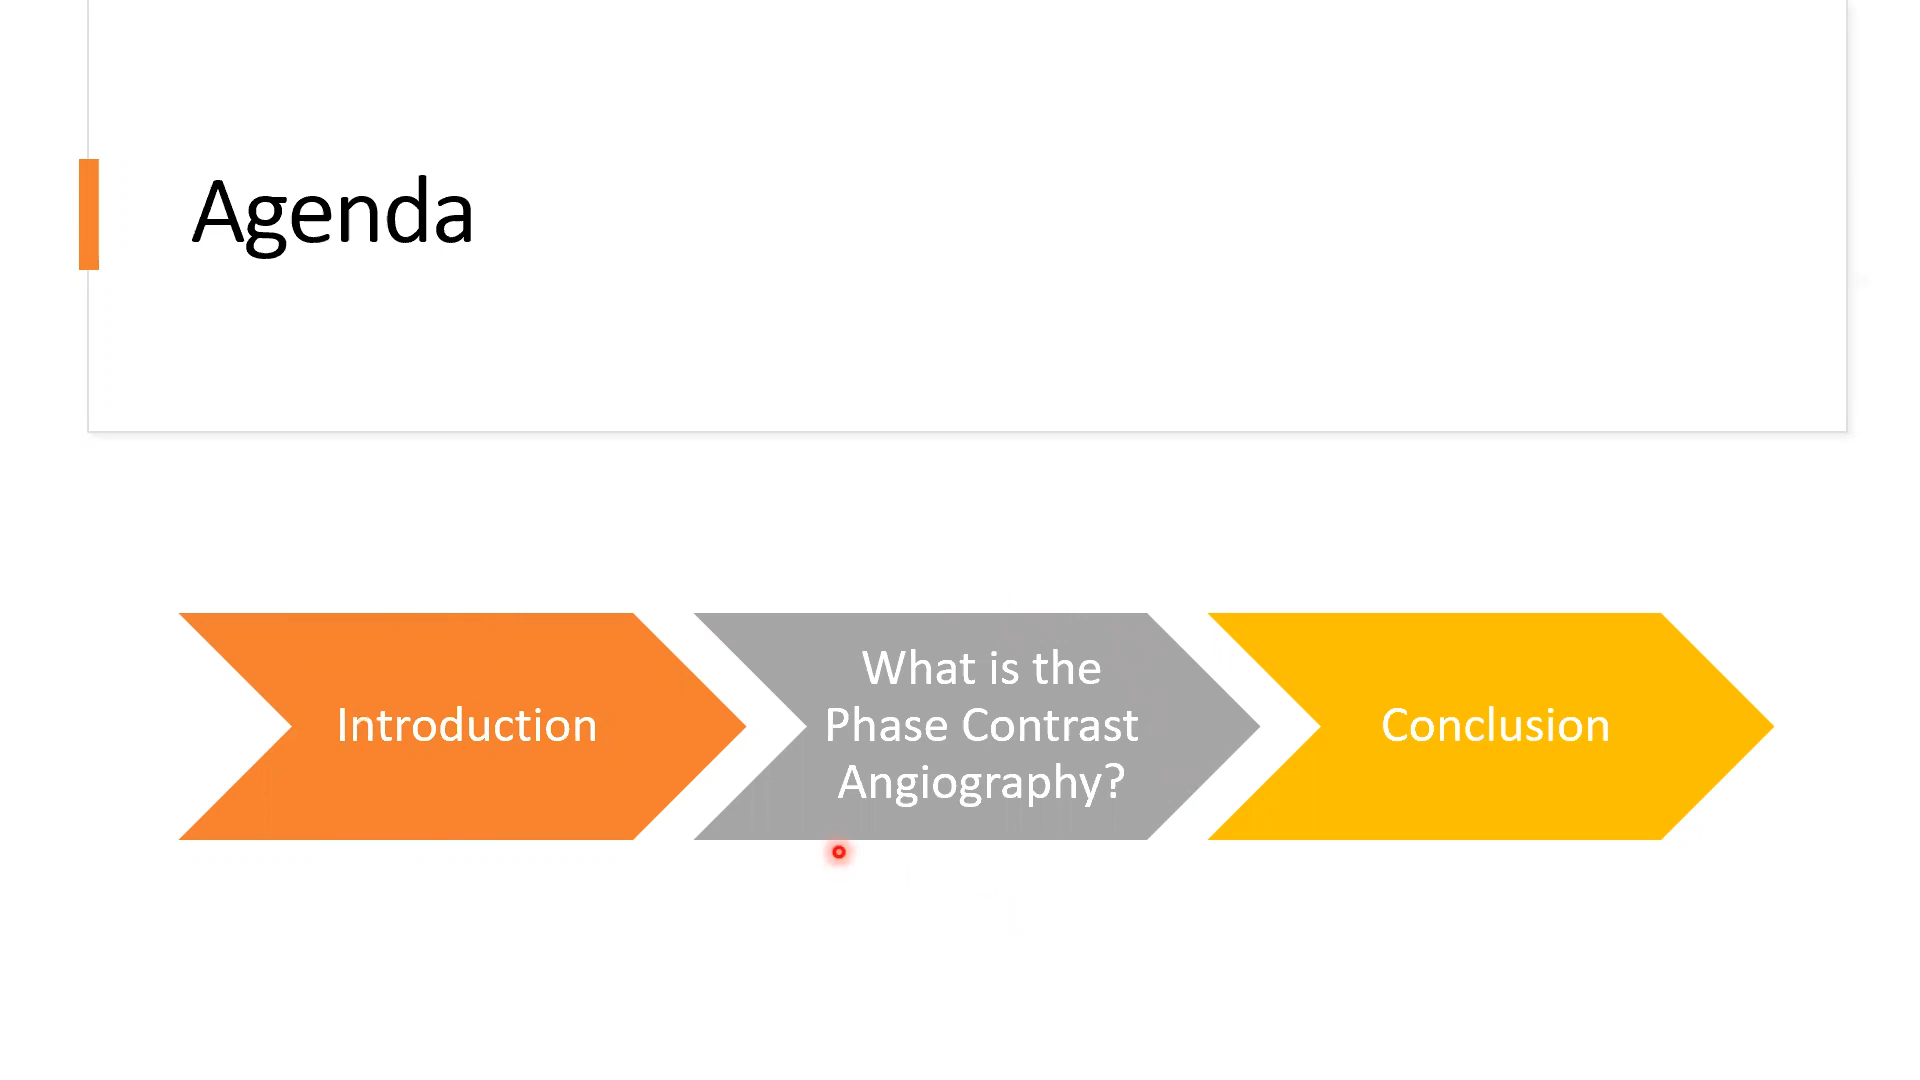 Agenda
Introduction
What is the
Phase Contrast
Angiography?
Conclusion